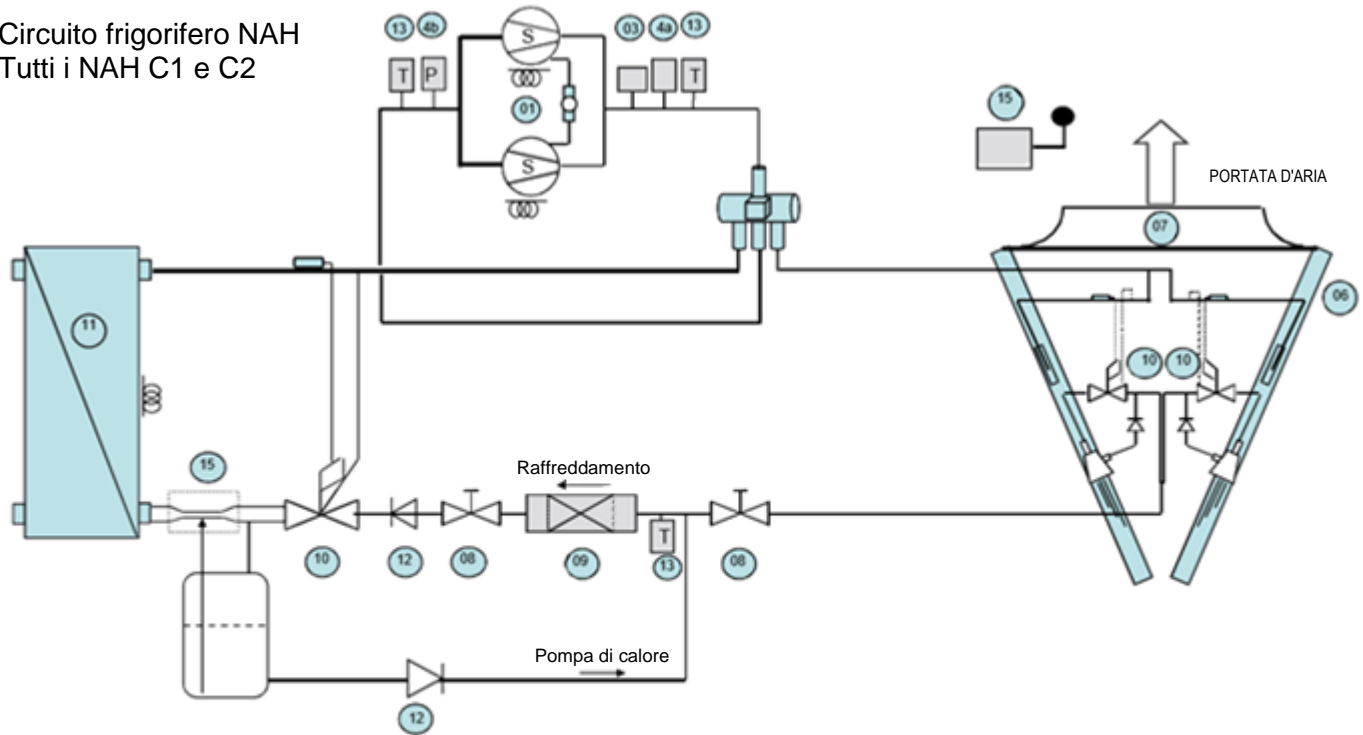 Circuito frigorifero NAH
Tutti i NAH C1 e C2
13 4b 03 4a 13
T P T
S
01
S
15
PORTATA D'ARIA
07
06
11
10 10
15
Raffreddamento
T
10 12 08 09 13 08
Pompa di calore
12